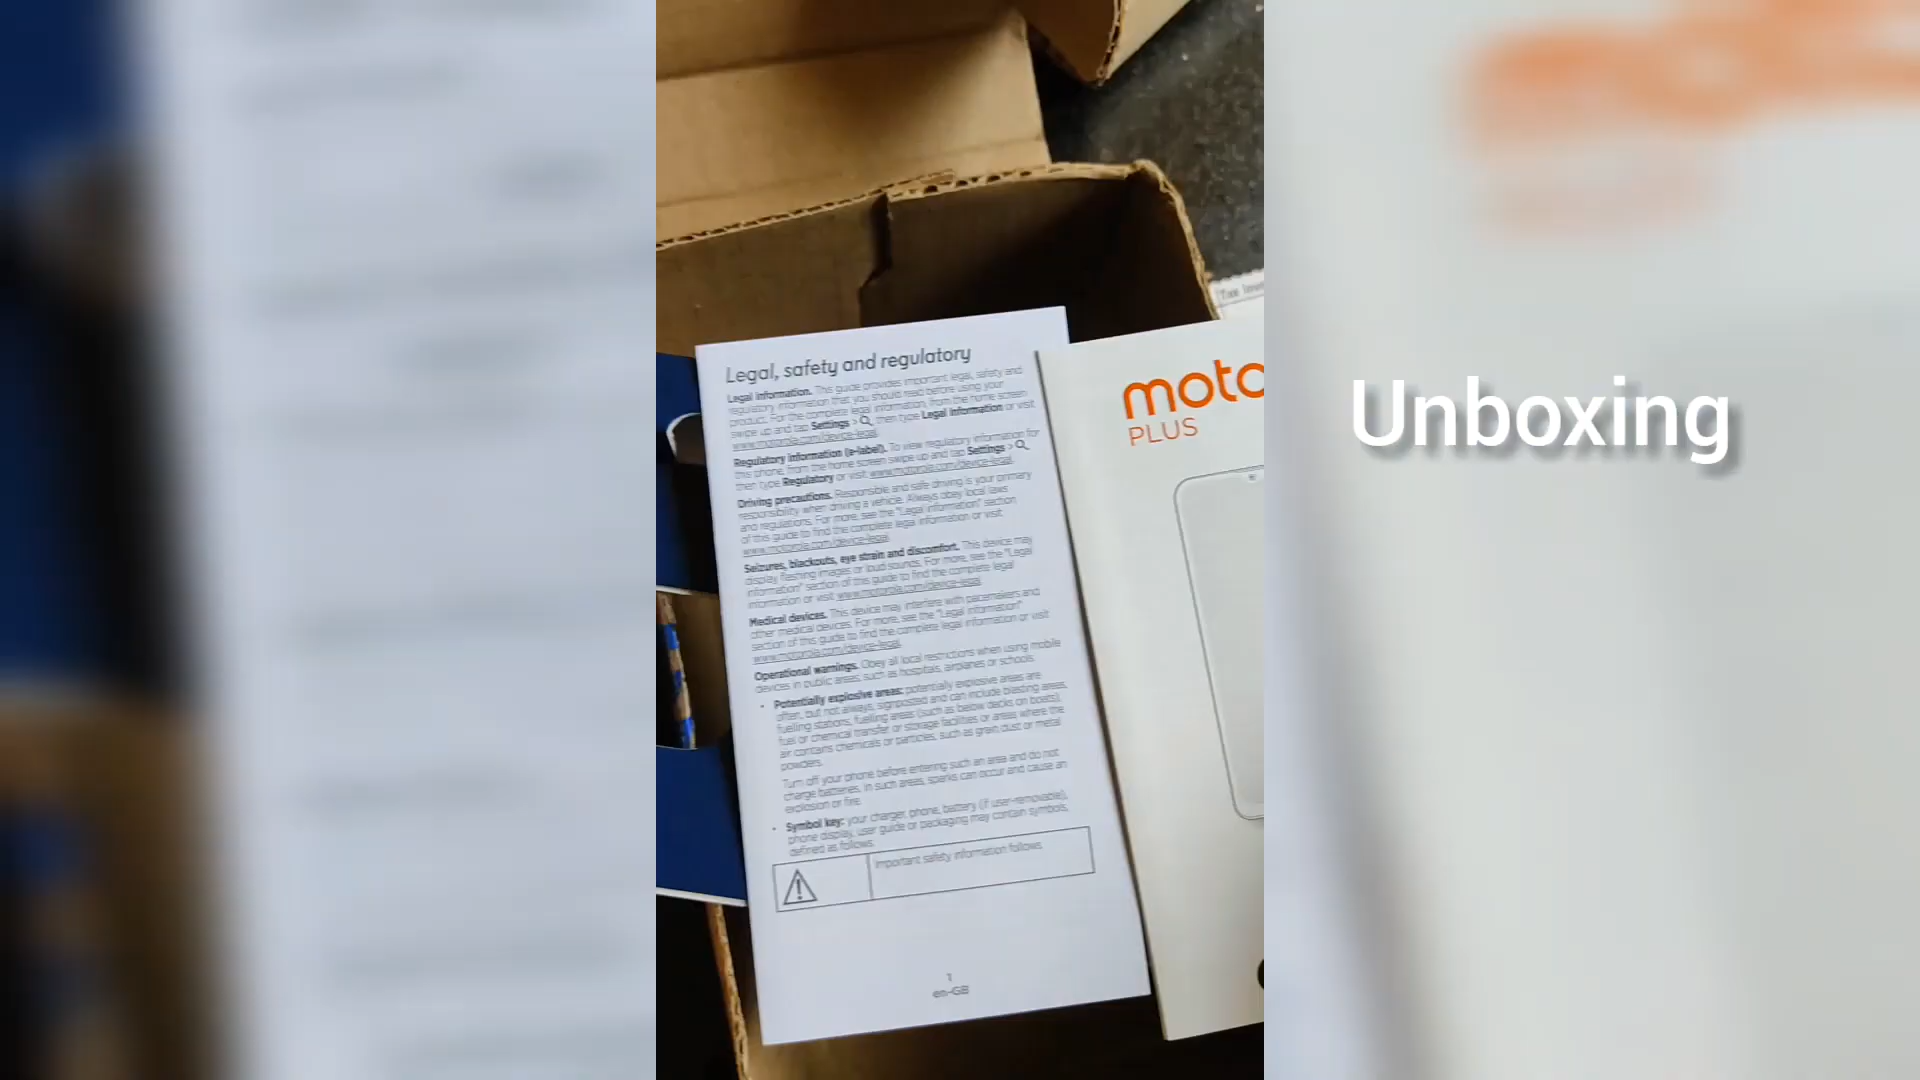 Legal, safety and regulatory
Legal information. This guide provides important legal, safety and
regulatory information that you should read before using your
product. For the complete legal information, from the home screen
swipe up and tap Settings > , then type Legal information or visit
www.motorola.com/device-legal.
Regulatory information (e-label). To view regulatory information for
this phone, from the home screen swipe up and tap Settings >
then type Regulatory or visit www.motorola.com/device-legal.
Driving precautions. Responsible and safe driving is your primary
responsibility when driving a vehicle. Always obey local laws
and regulations. For more, see the "Legal information" section
of this guide to find the complete legal information or visit
www.motorola.com/device-legal.
Seizures, blackouts, eye strain and discomfort. This device may
display flashing images or loud sounds. For more, see the "Legal
information" section of this guide to find the complete legal
information or visit www.motorola.com/device-legal.
Medical devices. This device may interfere with pacemakers and
other medical devices. For more, see the "Legal information"
section of this guide to find the complete legal information or visit
www.motorola.com/device-legal.
Operational warnings. Obey all local restrictions when using mobile
devices in public areas, such as hospitals, airplanes or schools.
• Potentially explosive areas: potentially explosive areas are
often, but not always, signposted and can include blasting areas,
fuelling stations, fuelling areas (such as below decks on boats),
fuel or chemical transfer or storage facilities or areas where the
air contains chemicals or particles, such as grain dust or metal
powders.
Turn off your phone before entering such an area and do not
charge batteries. In such areas, sparks can occur and cause an
explosion or fire.
• Symbol key: your charger, phone, battery (if user-removable),
phone display, user guide or packaging may contain symbols,
defined as follows:
Important safety information follows.
1
en-GB
moto
PLUS
Tax
Unboxing